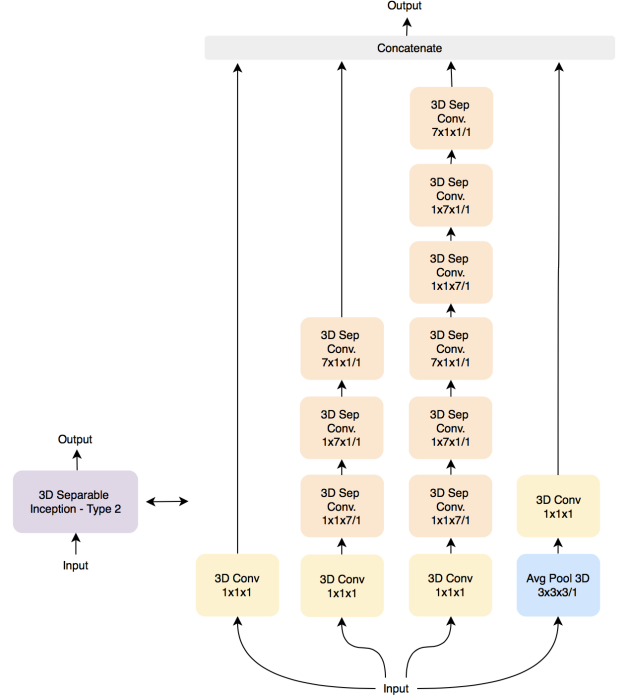 Output
Concatenate
3D Sep
Conv.
7x1x1/1
3D Sep
Conv.
1x7x1/1
3D Sep
Conv.
1x1x7/1
3D Sep
Conv.
7x1x1/1
3D Sep
Conv.
7x1x1/1
3D Sep
Conv.
1x7x1/1
3D Sep
Conv.
1x7x1/1
Output
3D Separable
Inception - Type 2
Input
3D Sep
Conv.
1x1x7/1
3D Sep
Conv.
1x1x7/1
3D Conv
1x1x1
3D Conv
1x1x1
3D Conv
1x1x1
3D Conv
1x1x1
Avg Pool 3D
3x3x3/1
Input